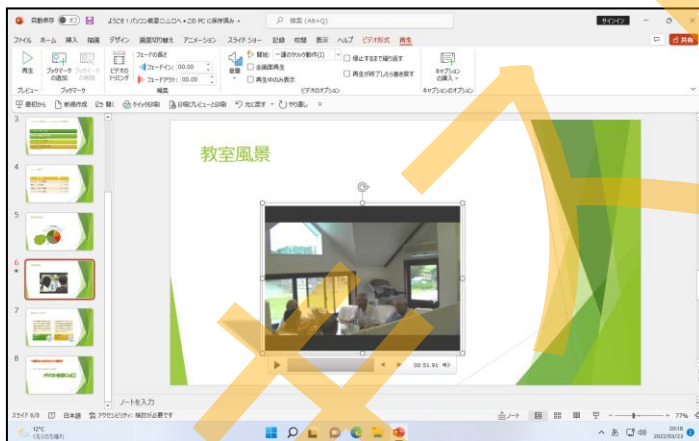 自動保存 オフ ようこそ！パソコン教室○△□へ • この PC に保存済み 検索 (Alt+Q) サインイン
ファイル ホーム 挿入 描画 デザイン 画面切り替え アニメーション スライド ショー 記録 校閲 表示 ヘルプ ビデオ形式 再生 共有
再生 ブックマークの追加 ブックマークの削除 ビデオのトリミング フェードの長さ 音量 開始: 一連のクリック動作(I) 停止するまで繰り返す キャプションの挿入
フェードイン: 00.00 全画面再生 再生が終了したら巻き戻す
フェードアウト: 00.00 再生中のみ表示
プレビュー ブックマーク 編集 ビデオのオプション キャプションのオプション
最初から 新規作成 開く クイック印刷 印刷プレビューと印刷 元に戻す やり直し
3
4
5
6
7
8
教室風景
00:51.91
ノートを入力
スライド 6/8 日本語 アクセシビリティ: 検討が必要です ノート 77%
12°C
くもりのち晴れ
あ 20:18
2022/03/23